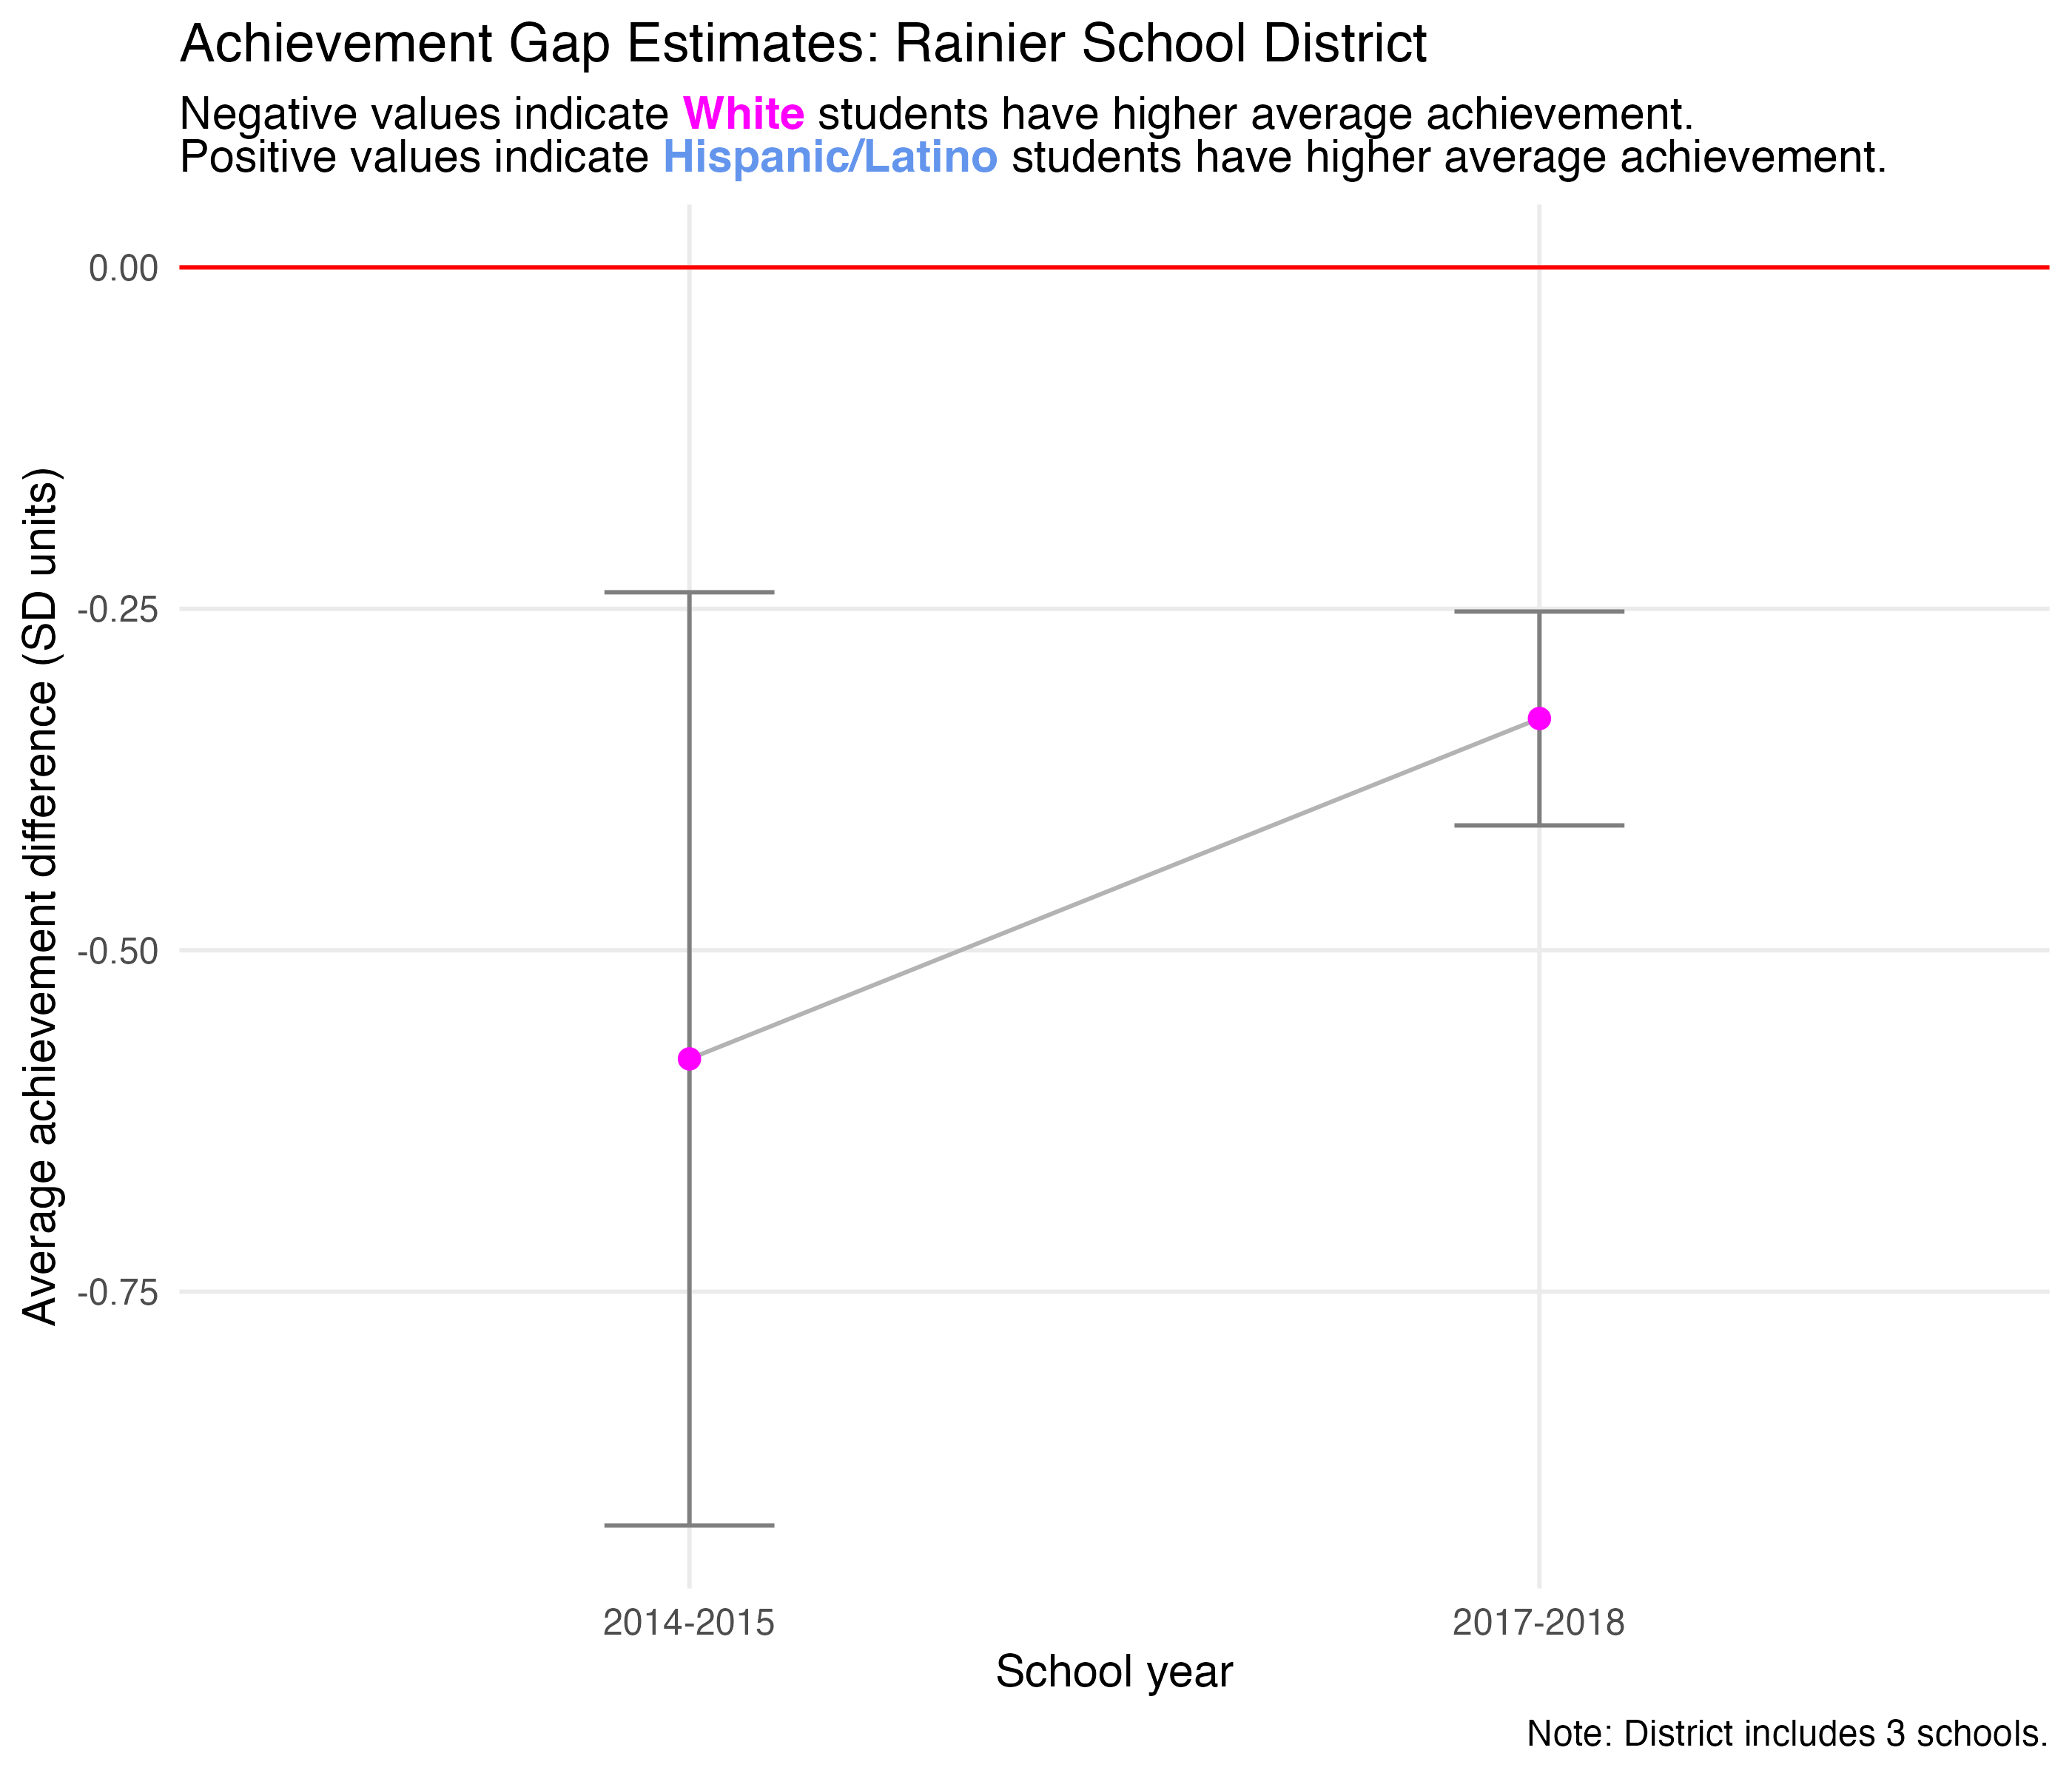 Achievement Gap Estimates: Rainier School District
Negative values indicate White students have higher average achievement.
Positive values indicate Hispanic/Latino students have higher average achievement.
Average achievement difference (SD units)
0.00
-0.25
-0.50
-0.75
2014-2015
2017-2018
School year
Note: District includes 3 schools.